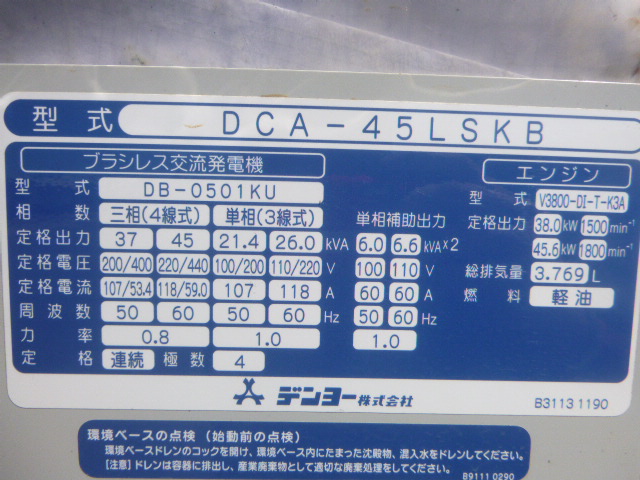 型式 DCA-45LSKB
ブラシレス交流発電機 エンジン
型式 DB-0501KU 型式 V3800-DI-T-K3A
相数 三相(4線式) 単相(3線式) 単相補助出力 定格出力 38.0 kW 1500 min⁻¹
定格出力 37 45 21.4 26.0 kVA 6.0 6.6 kVA×2 45.6 kW 1800 min⁻¹
定格電圧 200/400 220/440 100/200 110/220 V 100 110 V 総排気量 3.769 L
定格電流 107/53.4 118/59.0 107 118 A 60 60 A 燃料 軽油
周波数 50 60 50 60 Hz 50 60 Hz
力率 0.8 1.0 1.0
定格 連続 極数 4
デンヨー株式会社 B3113 1190
環境ベースの点検 (始動前の点検)
環境ベースドレンのコックを開け、環境ベース内にたまった沈殿物、混入水をドレンしてください。
[注意] ドレンは容器に排出し、産業廃棄物として適切な廃棄処理をしてください。
B9111 0290